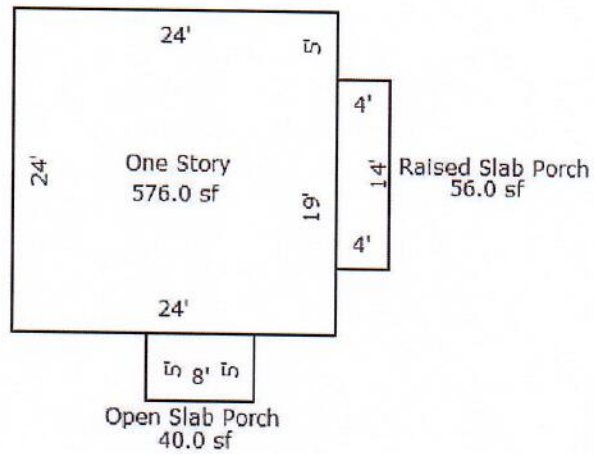 24'
5'
4'
24'
One Story
576.0 sf
19'
14'
Raised Slab Porch
56.0 sf
4'
24'
5'
8'
5'
Open Slab Porch
40.0 sf